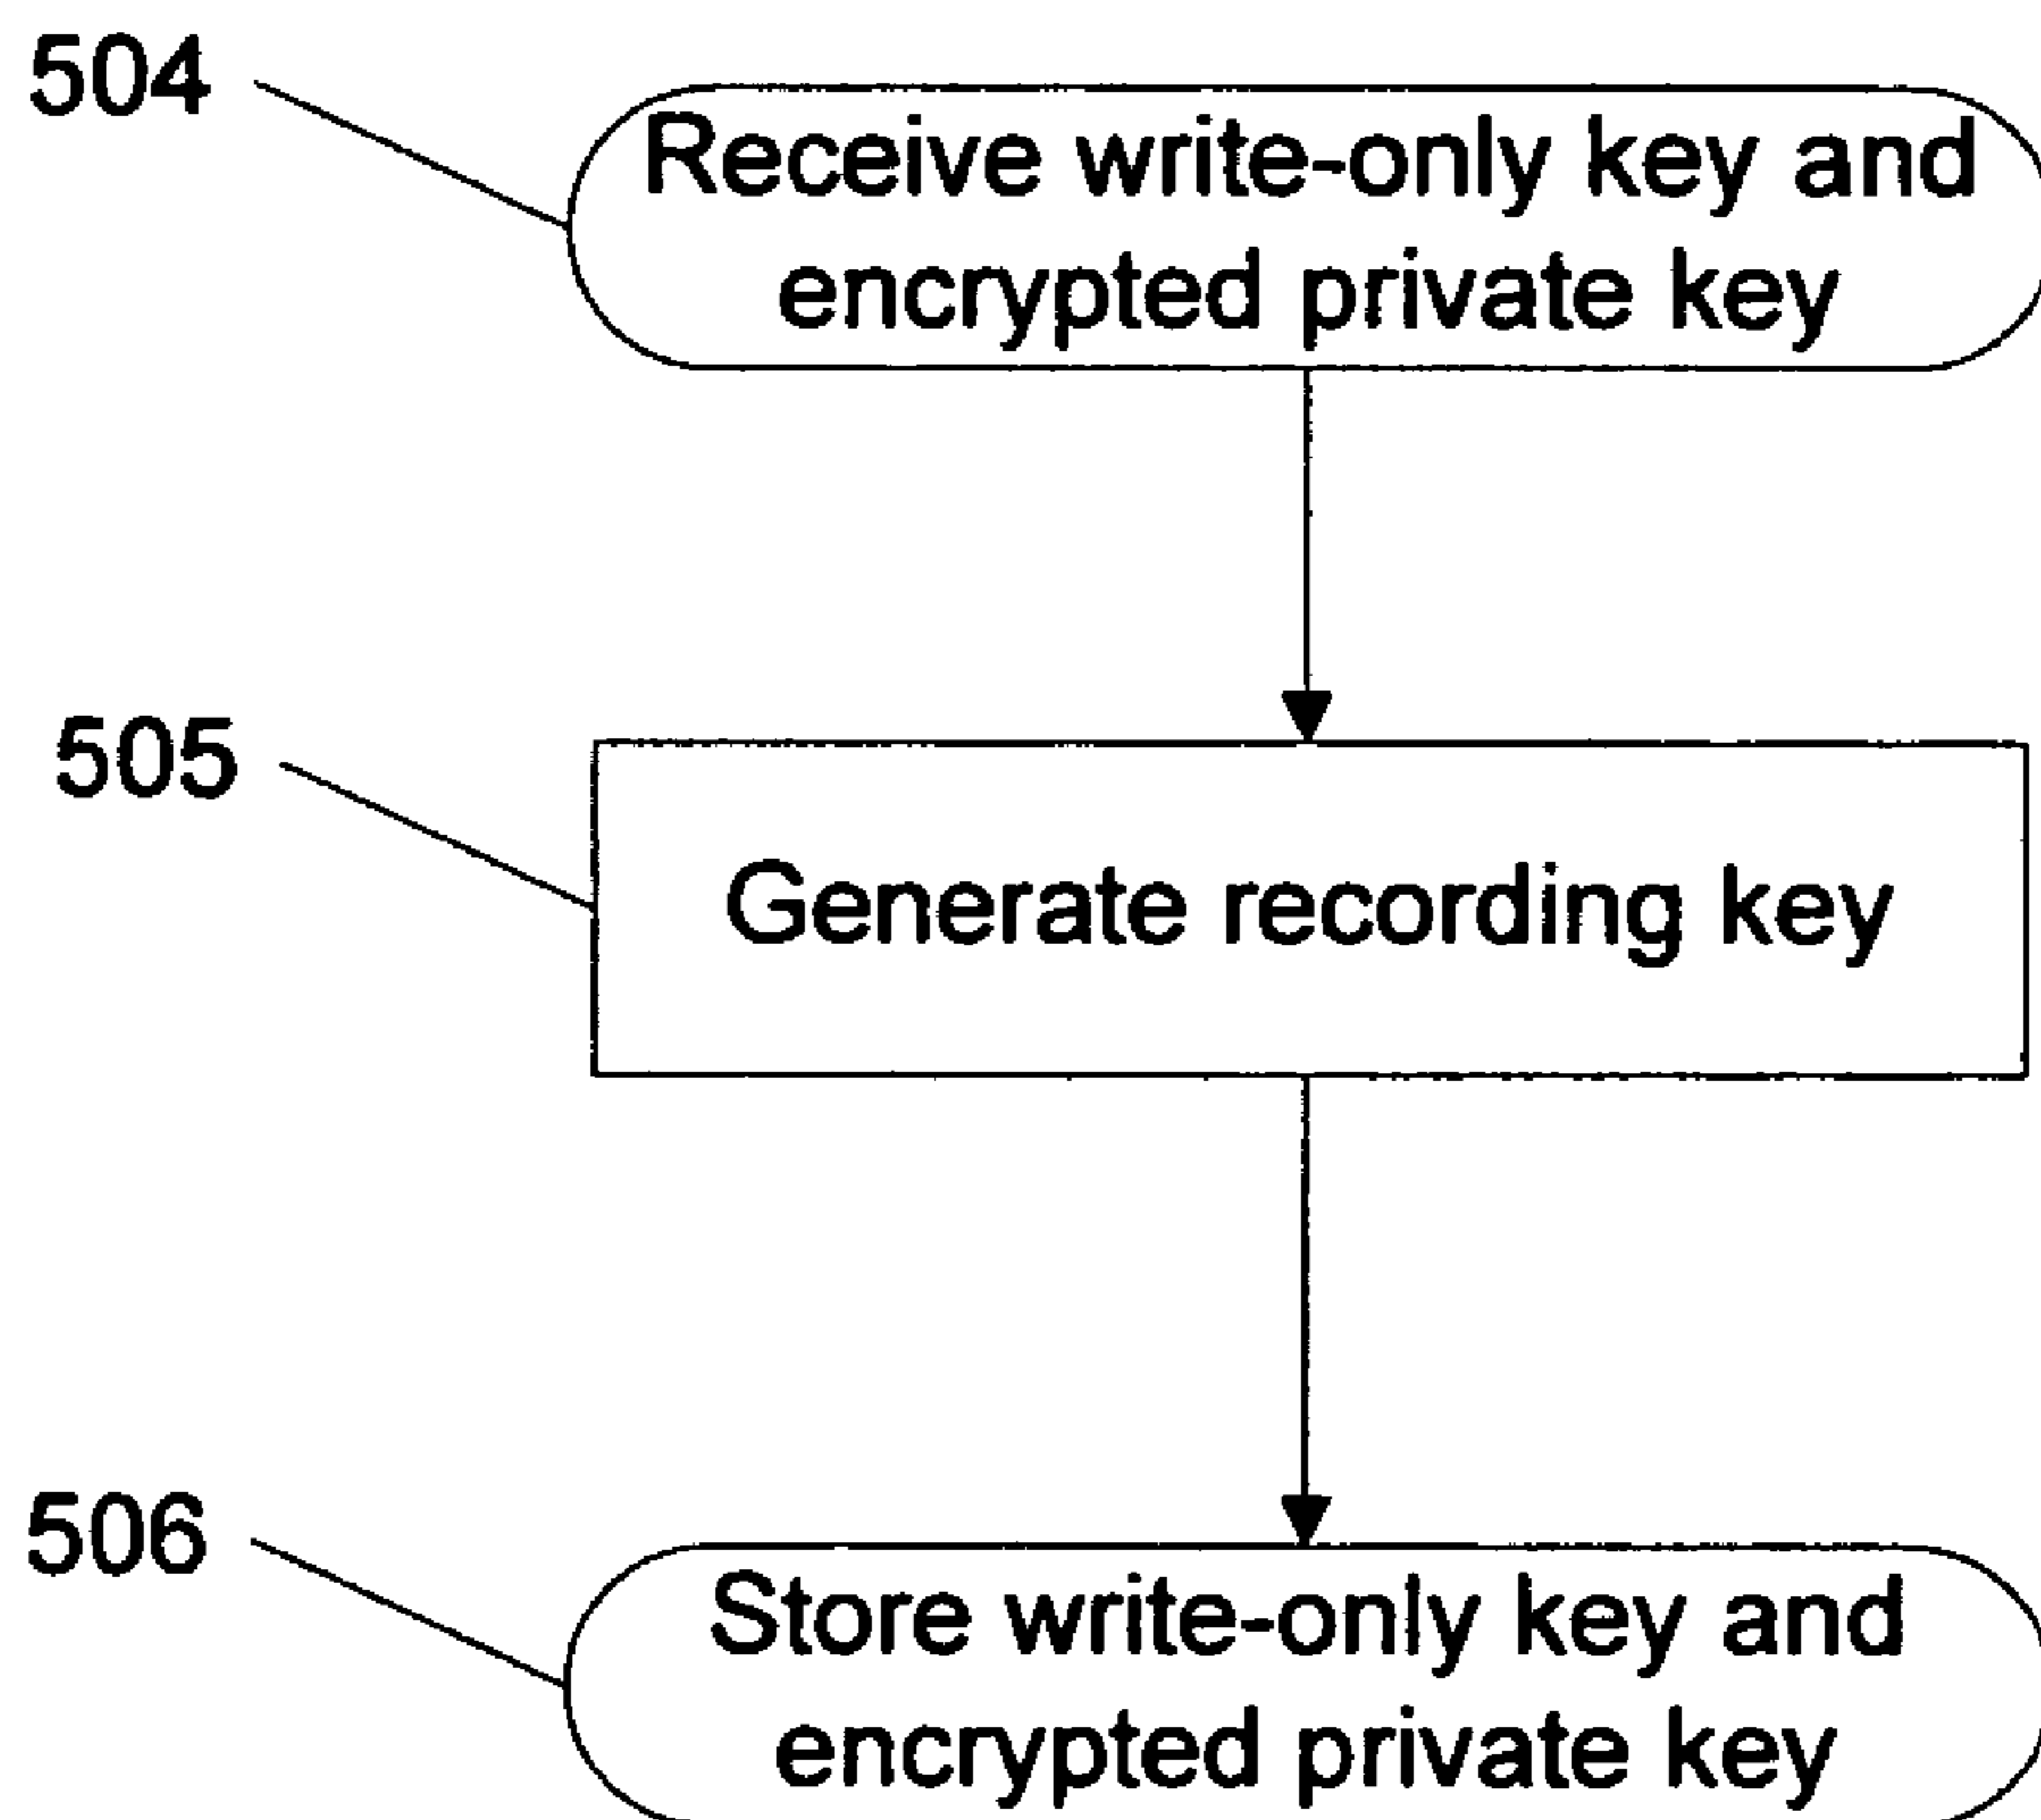 504
Receive write-only key and
encrypted private key
505
Generate recording key
506
Store write-only key and
encrypted private key